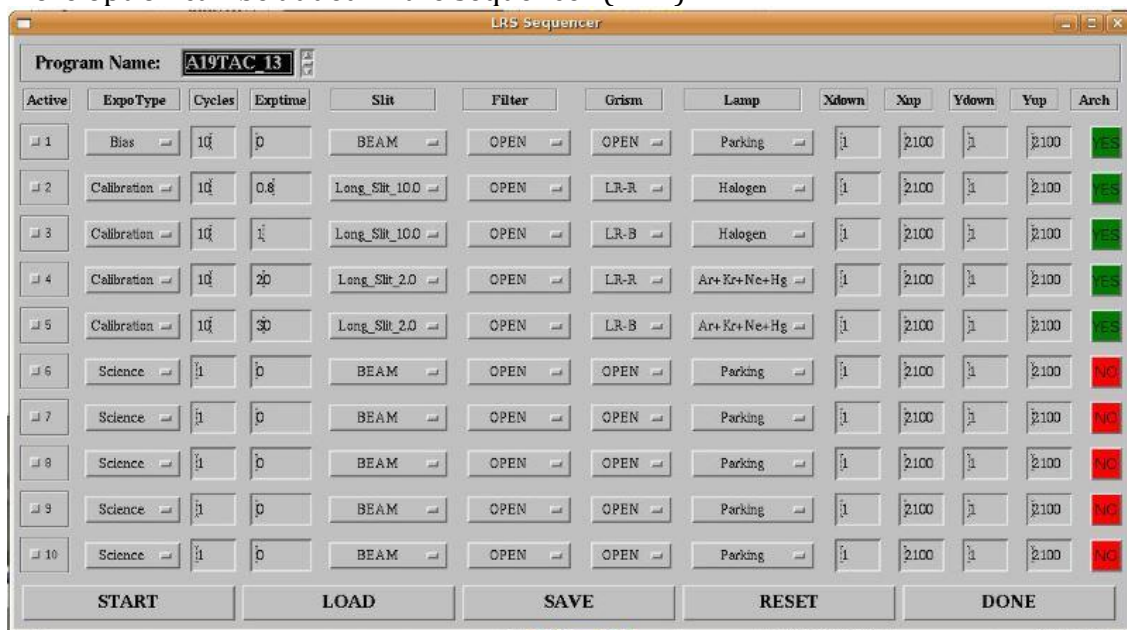 LRS Sequencer
Program Name: A19TAC_13
Active ExpoType Cycles Exptime Slit Filter Grism Lamp Xdown Xup Ydown Yup Arch
1 Bias 10 0 BEAM OPEN OPEN Parking 1 2100 1 2100 YES
2 Calibration 10 0.8 Long_Slit_10.0 OPEN LR-R Halogen 1 2100 1 2100 YES
3 Calibration 10 1 Long_Slit_10.0 OPEN LR-B Halogen 1 2100 1 2100 YES
4 Calibration 10 20 Long_Slit_2.0 OPEN LR-R Ar+Kr+Ne+Hg 1 2100 1 2100 YES
5 Calibration 10 30 Long_Slit_2.0 OPEN LR-B Ar+Kr+Ne+Hg 1 2100 1 2100 YES
6 Science 1 0 BEAM OPEN OPEN Parking 1 2100 1 2100 NO
7 Science 1 0 BEAM OPEN OPEN Parking 1 2100 1 2100 NO
8 Science 1 0 BEAM OPEN OPEN Parking 1 2100 1 2100 NO
9 Science 1 0 BEAM OPEN OPEN Parking 1 2100 1 2100 NO
10 Science 1 0 BEAM OPEN OPEN Parking 1 2100 1 2100 NO
START LOAD SAVE RESET DONE